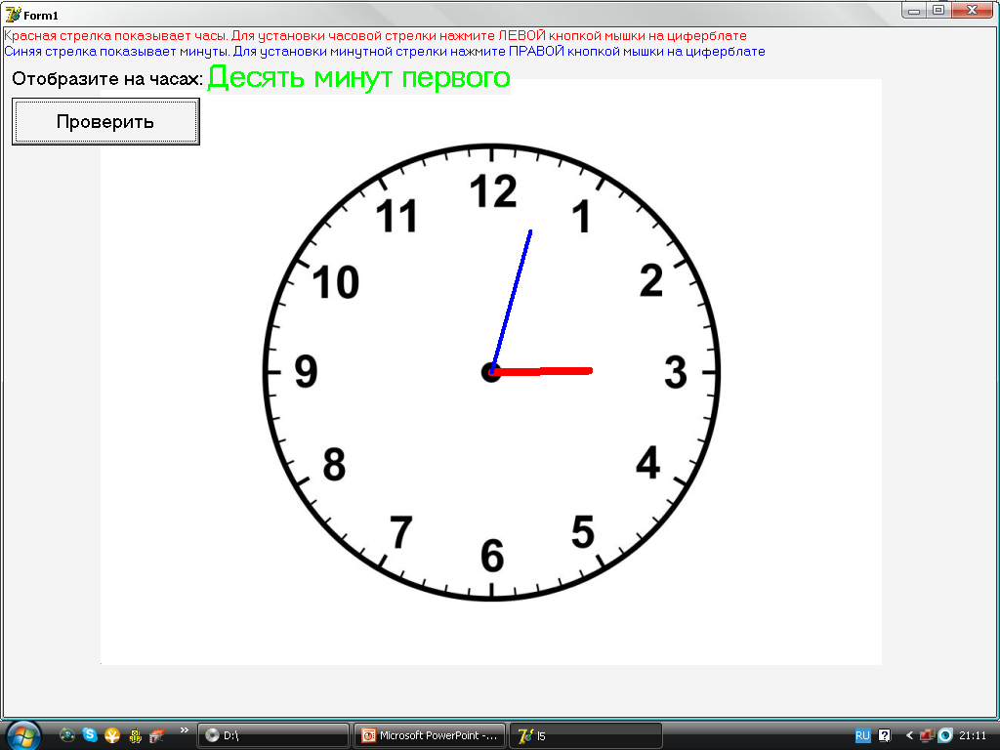 Form1
Красная стрелка показывает часы. Для установки часовой стрелки нажмите ЛЕВОЙ кнопкой мышки на циферблате
Синяя стрелка показывает минуты. Для установки минутной стрелки нажмите ПРАВОЙ кнопкой мышки на циферблате
Отобразите на часах: Десять минут первого
Проверить
12
11
1
10
2
9
3
8
4
7
5
6
D:\
Microsoft PowerPoint -...
15
RU
21:11